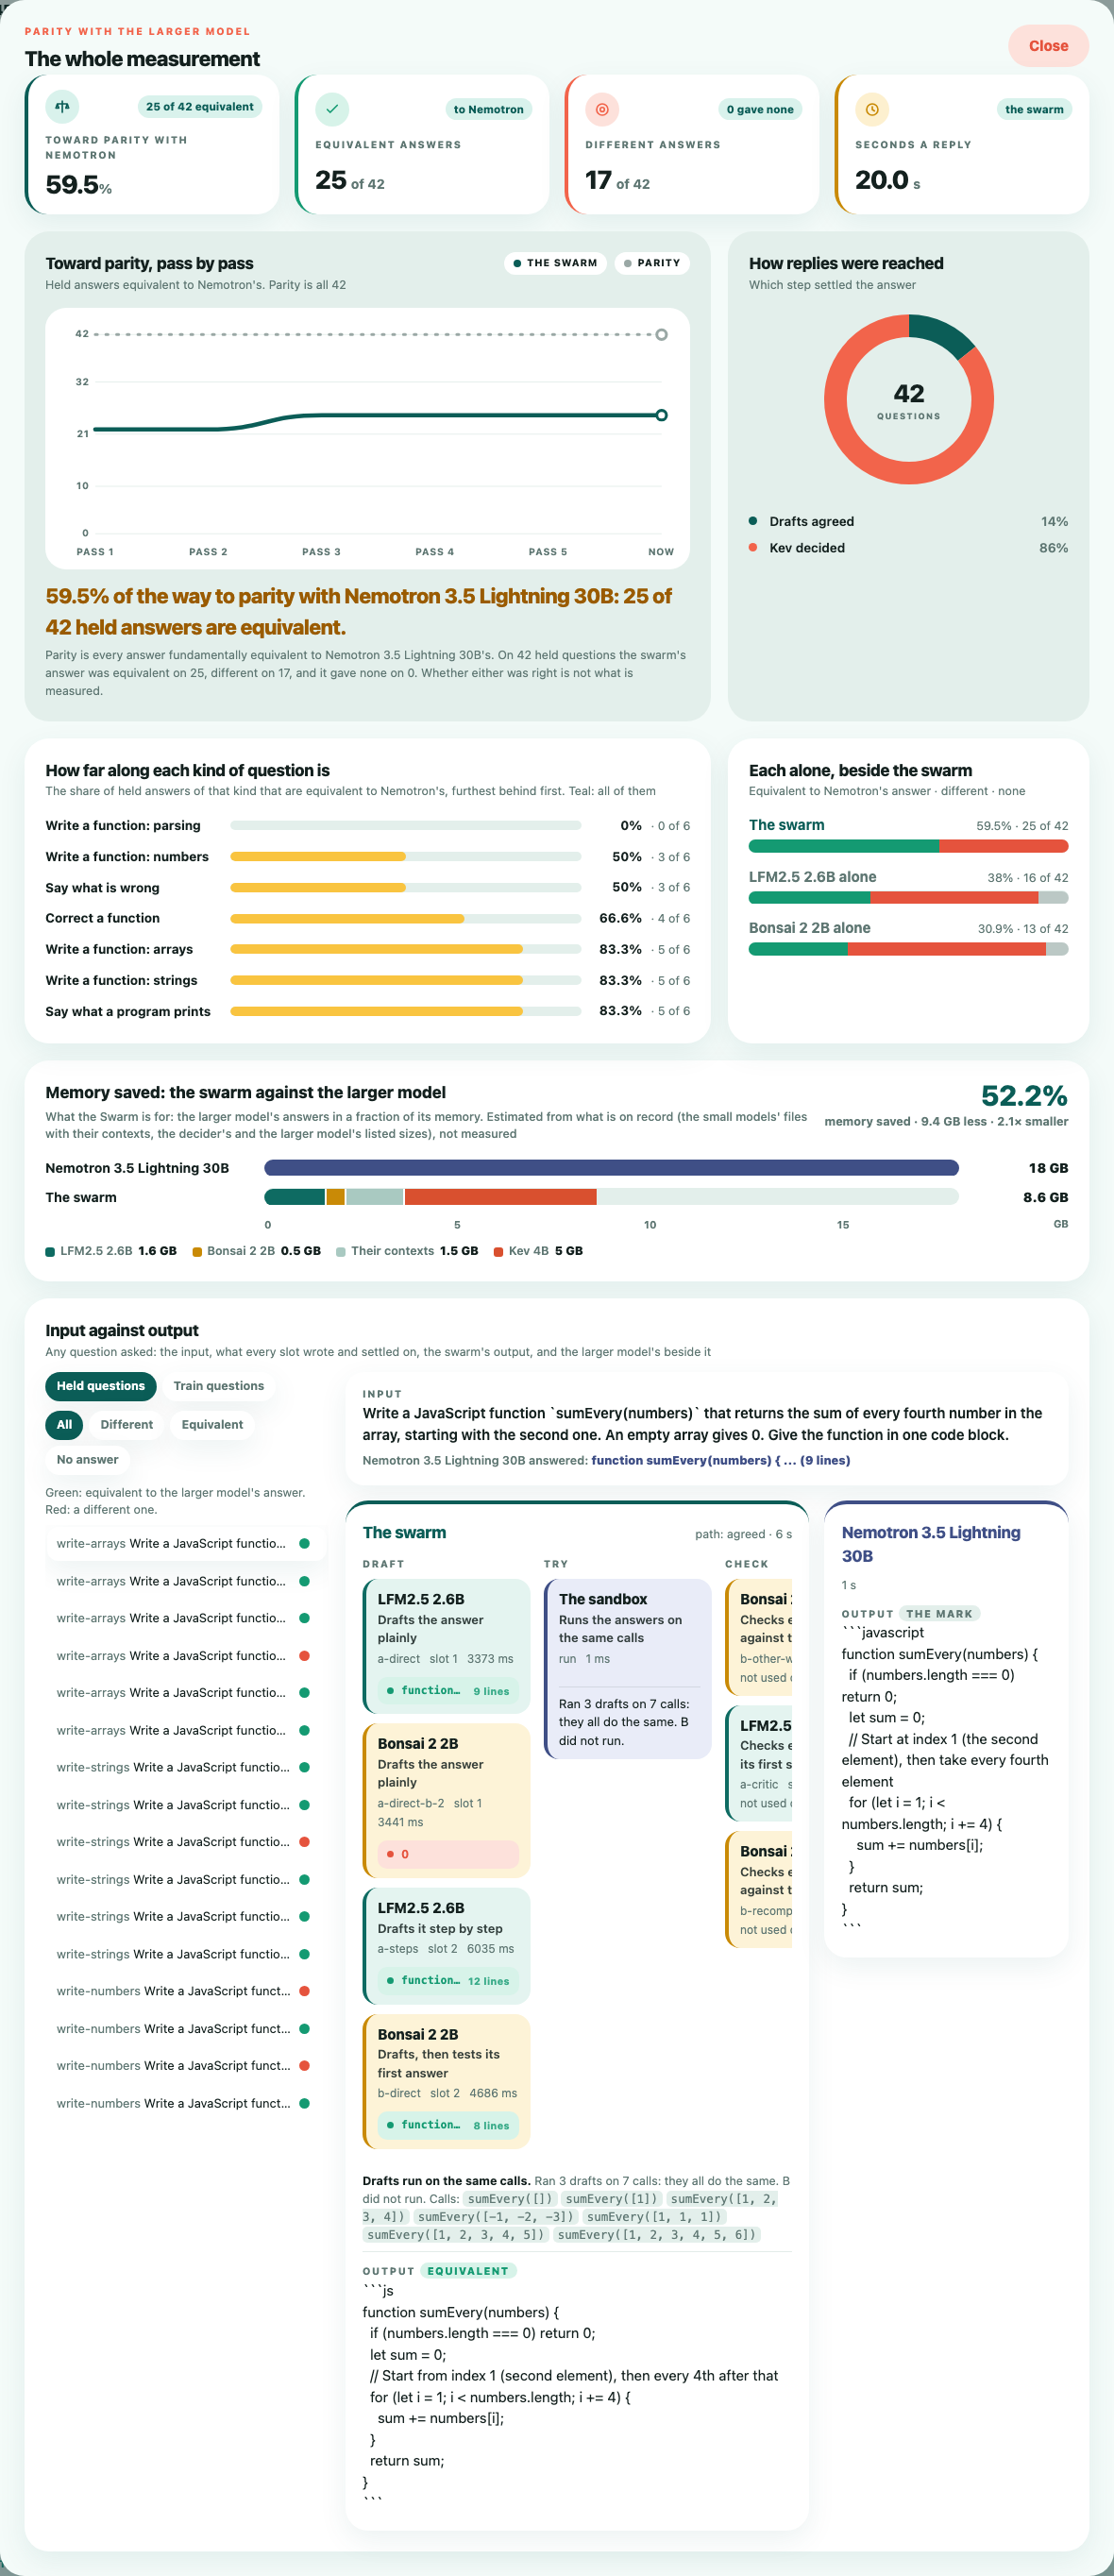 PARITY WITH THE LARGER MODEL
The whole measurement
Close
25 of 42 equivalent
TOWARD PARITY WITH
NEMOTRON
59.5%
to Nemotron
EQUIVALENT ANSWERS
25 of 42
0 gave none
DIFFERENT ANSWERS
17 of 42
the swarm
SECONDS A REPLY
20.0 s
Toward parity, pass by pass
Held answers equivalent to Nemotron's. Parity is all 42
THE SWARM
PARITY
42
32
21
10
0
PASS 1 PASS 2 PASS 3 PASS 4 PASS 5 NOW
59.5% of the way to parity with Nemotron 3.5 Lightning 30B: 25 of
42 held answers are equivalent.
Parity is every answer fundamentally equivalent to Nemotron 3.5 Lightning 30B's. On 42 held questions the swarm's
answer was equivalent on 25, different on 17, and it gave none on 0. Whether either was right is not what is
measured.
How replies were reached
Which step settled the answer
42
QUESTIONS
Drafts agreed 14%
Kev decided 86%
How far along each kind of question is
The share of held answers of that kind that are equivalent to Nemotron's, furthest behind first. Teal: all of them
Write a function: parsing 0% · 0 of 6
Write a function: numbers 50% · 3 of 6
Say what is wrong 50% · 3 of 6
Correct a function 66.6% · 4 of 6
Write a function: arrays 83.3% · 5 of 6
Write a function: strings 83.3% · 5 of 6
Say what a program prints 83.3% · 5 of 6
Each alone, beside the swarm
Equivalent to Nemotron's answer · different · none
The swarm 59.5% · 25 of 42
LFM2.5 2.6B alone 38% · 16 of 42
Bonsai 2 2B alone 30.9% · 13 of 42
Memory saved: the swarm against the larger model
What the Swarm is for: the larger model's answers in a fraction of its memory. Estimated from what is on record (the small models' files
with their contexts, the decider's and the larger model's listed sizes), not measured
52.2%
memory saved · 9.4 GB less · 2.1× smaller
Nemotron 3.5 Lightning 30B 18 GB
The swarm 8.6 GB
0 5 10 15 GB
LFM2.5 2.6B 1.6 GB Bonsai 2 2B 0.5 GB Their contexts 1.5 GB Kev 4B 5 GB
Input against output
Any question asked: the input, what every slot wrote and settled on, the swarm's output, and the larger model's beside it
Held questions Train questions
All Different Equivalent
No answer
Green: equivalent to the larger model's answer.
Red: a different one.
write-arrays Write a JavaScript functio...
write-arrays Write a JavaScript functio...
write-arrays Write a JavaScript functio...
write-arrays Write a JavaScript functio...
write-arrays Write a JavaScript functio...
write-arrays Write a JavaScript functio...
write-strings Write a JavaScript functio...
write-strings Write a JavaScript functio...
write-strings Write a JavaScript functio...
write-strings Write a JavaScript functio...
write-strings Write a JavaScript functio...
write-strings Write a JavaScript functio...
write-numbers Write a JavaScript funct...
write-numbers Write a JavaScript funct...
write-numbers Write a JavaScript funct...
write-numbers Write a JavaScript funct...
INPUT
Write a JavaScript function `sumEvery(numbers)` that returns the sum of every fourth number in the
array, starting with the second one. An empty array gives 0. Give the function in one code block.
Nemotron 3.5 Lightning 30B answered: function sumEvery(numbers) { ... (9 lines)
The swarm
path: agreed · 6 s
DRAFT
LFM2.5 2.6B
Drafts the answer
plainly
a-direct slot 1 3373 ms
function... 9 lines
Bonsai 2 2B
Drafts the answer
plainly
a-direct-b-2 slot 1
3441 ms
0
LFM2.5 2.6B
Drafts it step by step
a-steps slot 2 6035 ms
function... 12 lines
Bonsai 2 2B
Drafts, then tests its
first answer
b-direct slot 2 4686 ms
function... 8 lines
TRY
The sandbox
Runs the answers on
the same calls
run 1 ms
Ran 3 drafts on 7 calls:
they all do the same. B
did not run.
CHECK
Bonsai
Checks
against
b-other-
not used
LFM2.5
Checks
its first
a-critic
not used
Bonsai
Checks
against
b-recomp
not used
Drafts run on the same calls. Ran 3 drafts on 7 calls: they all do the same. B
did not run. Calls: sumEvery([]) sumEvery([1]) sumEvery([1, 2,
3, 4]) sumEvery([-1, -2, -3]) sumEvery([1, 1, 1])
sumEvery([1, 2, 3, 4, 5]) sumEvery([1, 2, 3, 4, 5, 6])
OUTPUT EQUIVALENT
```js
function sumEvery(numbers) {
if (numbers.length === 0) return 0;
let sum = 0;
// Start from index 1 (second element), then every 4th after that
for (let i = 1; i < numbers.length; i += 4) {
sum += numbers[i];
}
return sum;
}
```
Nemotron 3.5 Lightning
30B
1 s
OUTPUT THE MARK
```javascript
function sumEvery(numbers) {
if (numbers.length === 0)
return 0;
let sum = 0;
// Start at index 1 (the second
element), then take every fourth
element
for (let i = 1; i <
numbers.length; i += 4) {
sum += numbers[i];
}
return sum;
}
```